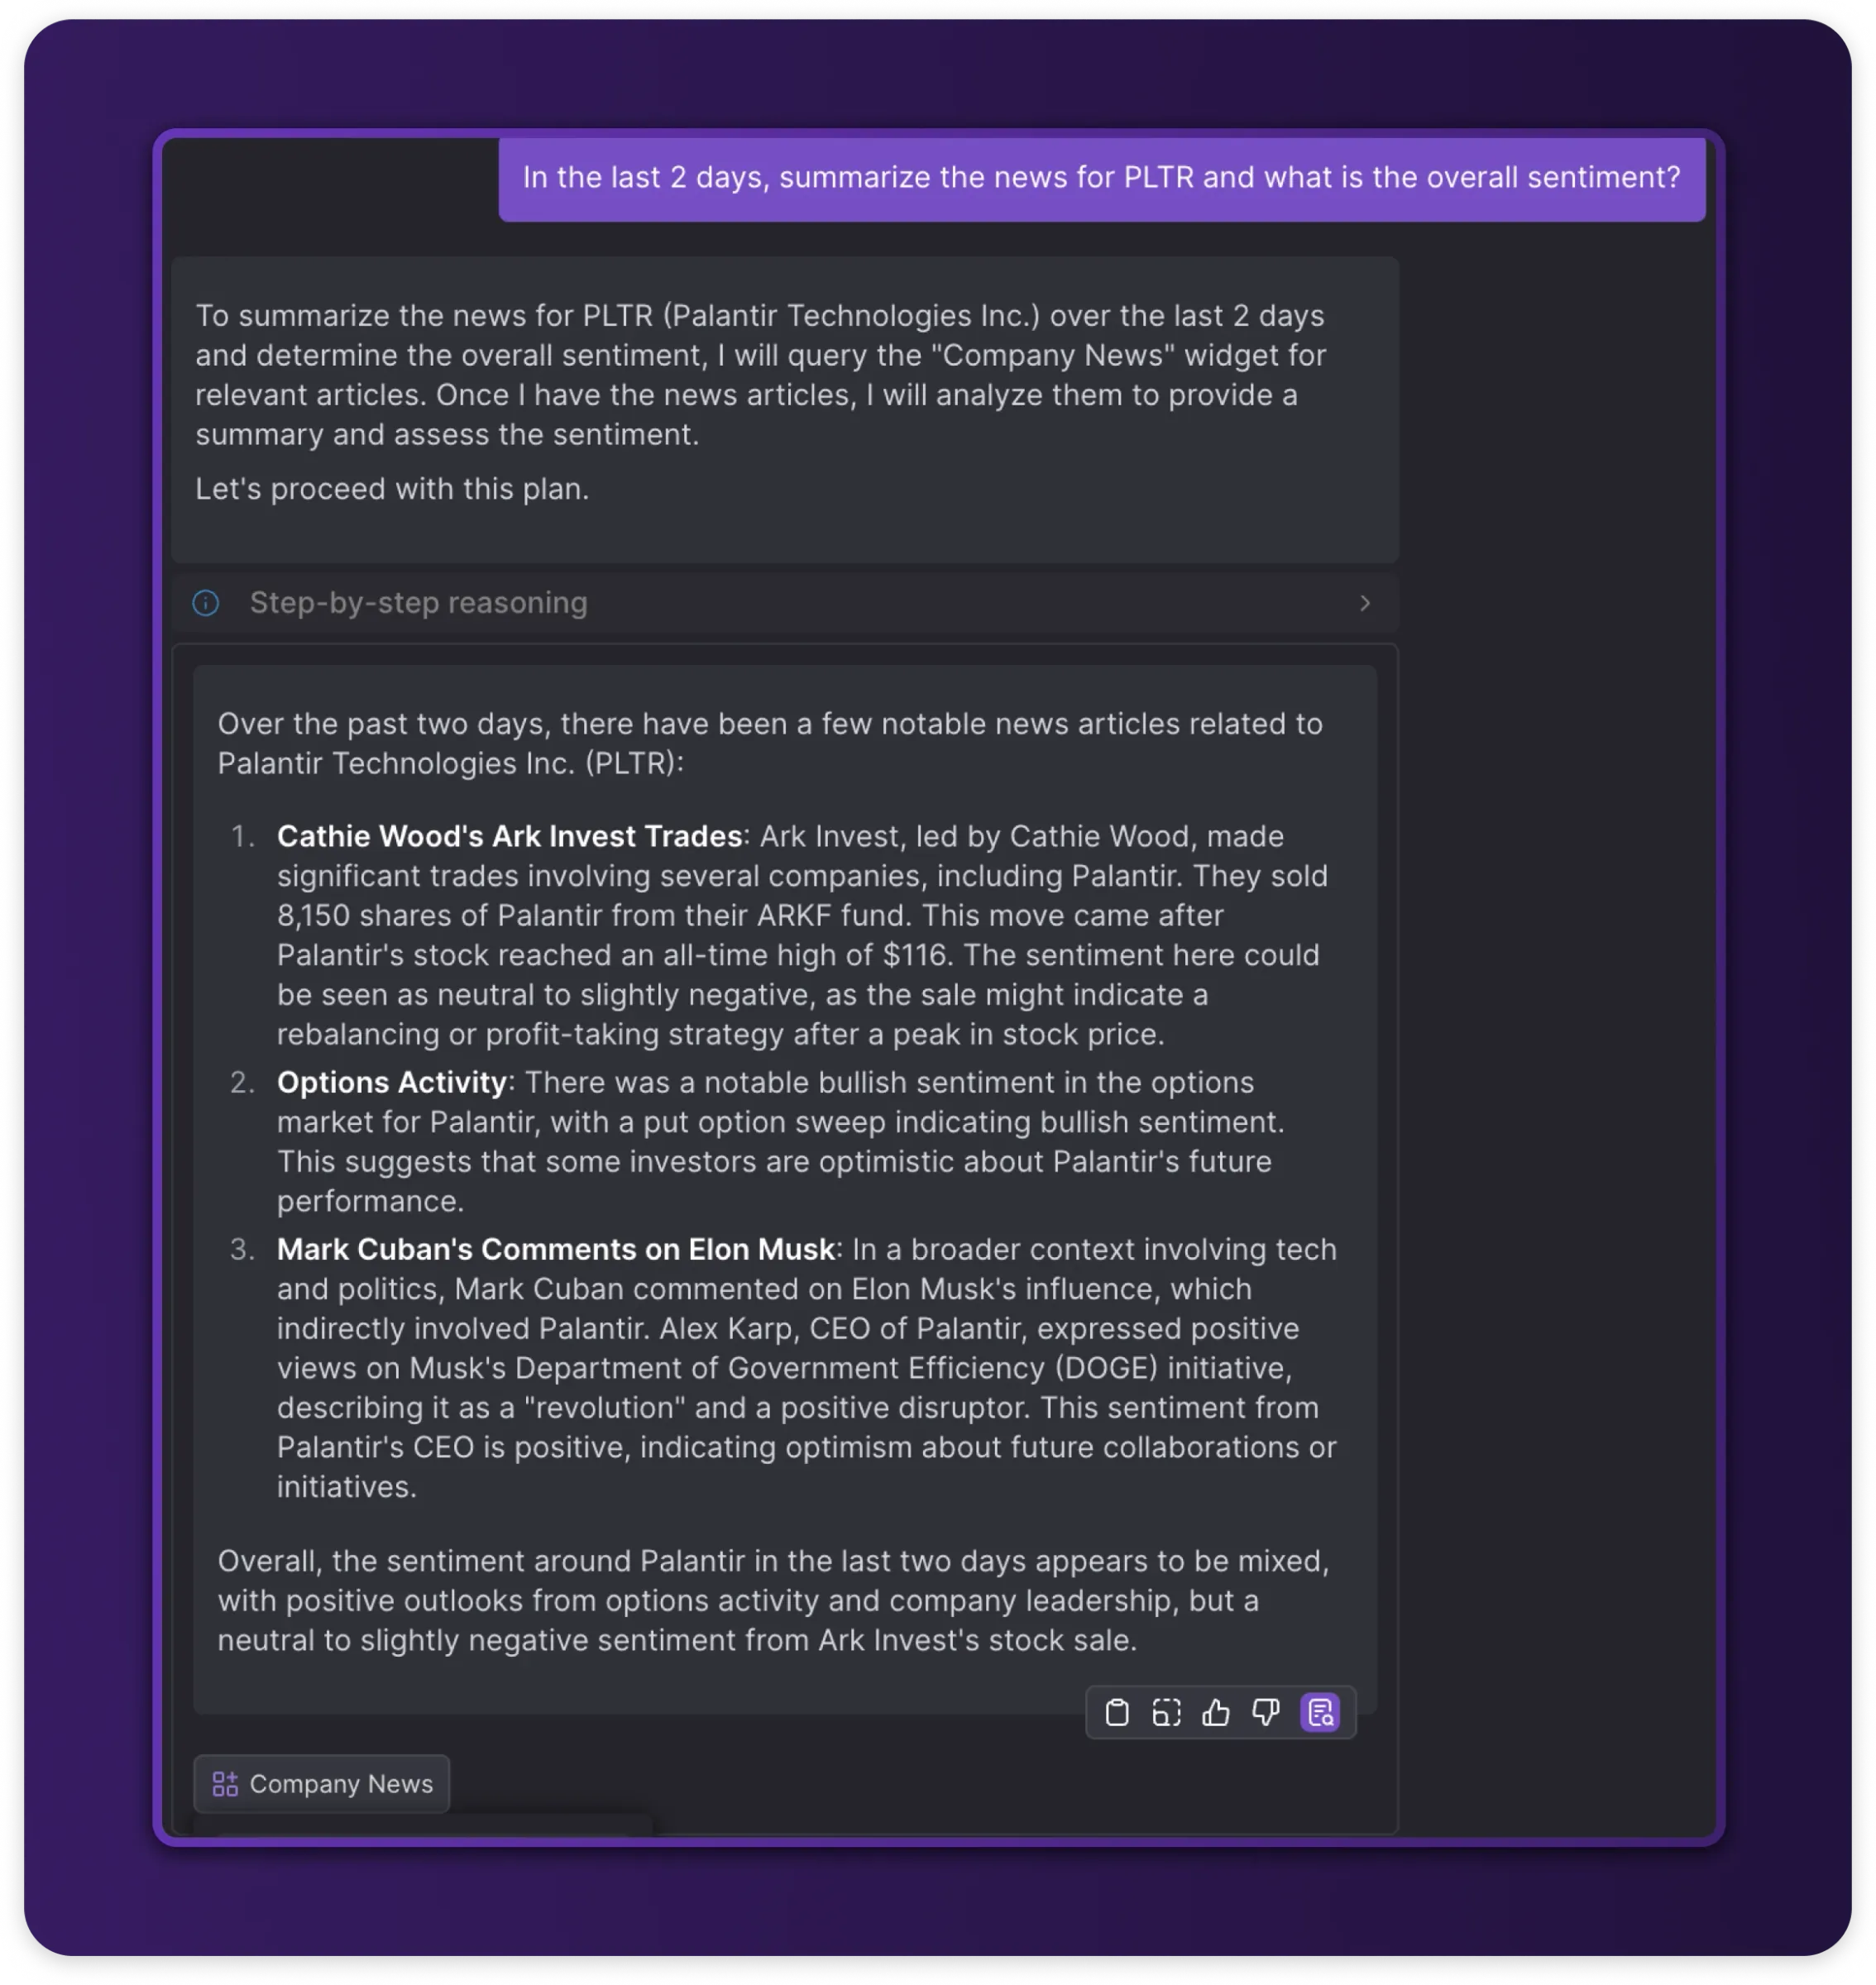 In the last 2 days, summarize the news for PLTR and what is the overall sentiment?
To summarize the news for PLTR (Palantir Technologies Inc.) over the last 2 days
and determine the overall sentiment, I will query the "Company News" widget for
relevant articles. Once I have the news articles, I will analyze them to provide a
summary and assess the sentiment.
Let's proceed with this plan.
Step-by-step reasoning
Over the past two days, there have been a few notable news articles related to
Palantir Technologies Inc. (PLTR):
1. Cathie Wood's Ark Invest Trades: Ark Invest, led by Cathie Wood, made
significant trades involving several companies, including Palantir. They sold
8,150 shares of Palantir from their ARKF fund. This move came after
Palantir's stock reached an all-time high of $116. The sentiment here could
be seen as neutral to slightly negative, as the sale might indicate a
rebalancing or profit-taking strategy after a peak in stock price.
2. Options Activity: There was a notable bullish sentiment in the options
market for Palantir, with a put option sweep indicating bullish sentiment.
This suggests that some investors are optimistic about Palantir's future
performance.
3. Mark Cuban's Comments on Elon Musk: In a broader context involving tech
and politics, Mark Cuban commented on Elon Musk's influence, which
indirectly involved Palantir. Alex Karp, CEO of Palantir, expressed positive
views on Musk's Department of Government Efficiency (DOGE) initiative,
describing it as a "revolution" and a positive disruptor. This sentiment from
Palantir's CEO is positive, indicating optimism about future collaborations or
initiatives.
Overall, the sentiment around Palantir in the last two days appears to be mixed,
with positive outlooks from options activity and company leadership, but a
neutral to slightly negative sentiment from Ark Invest's stock sale.
Company News